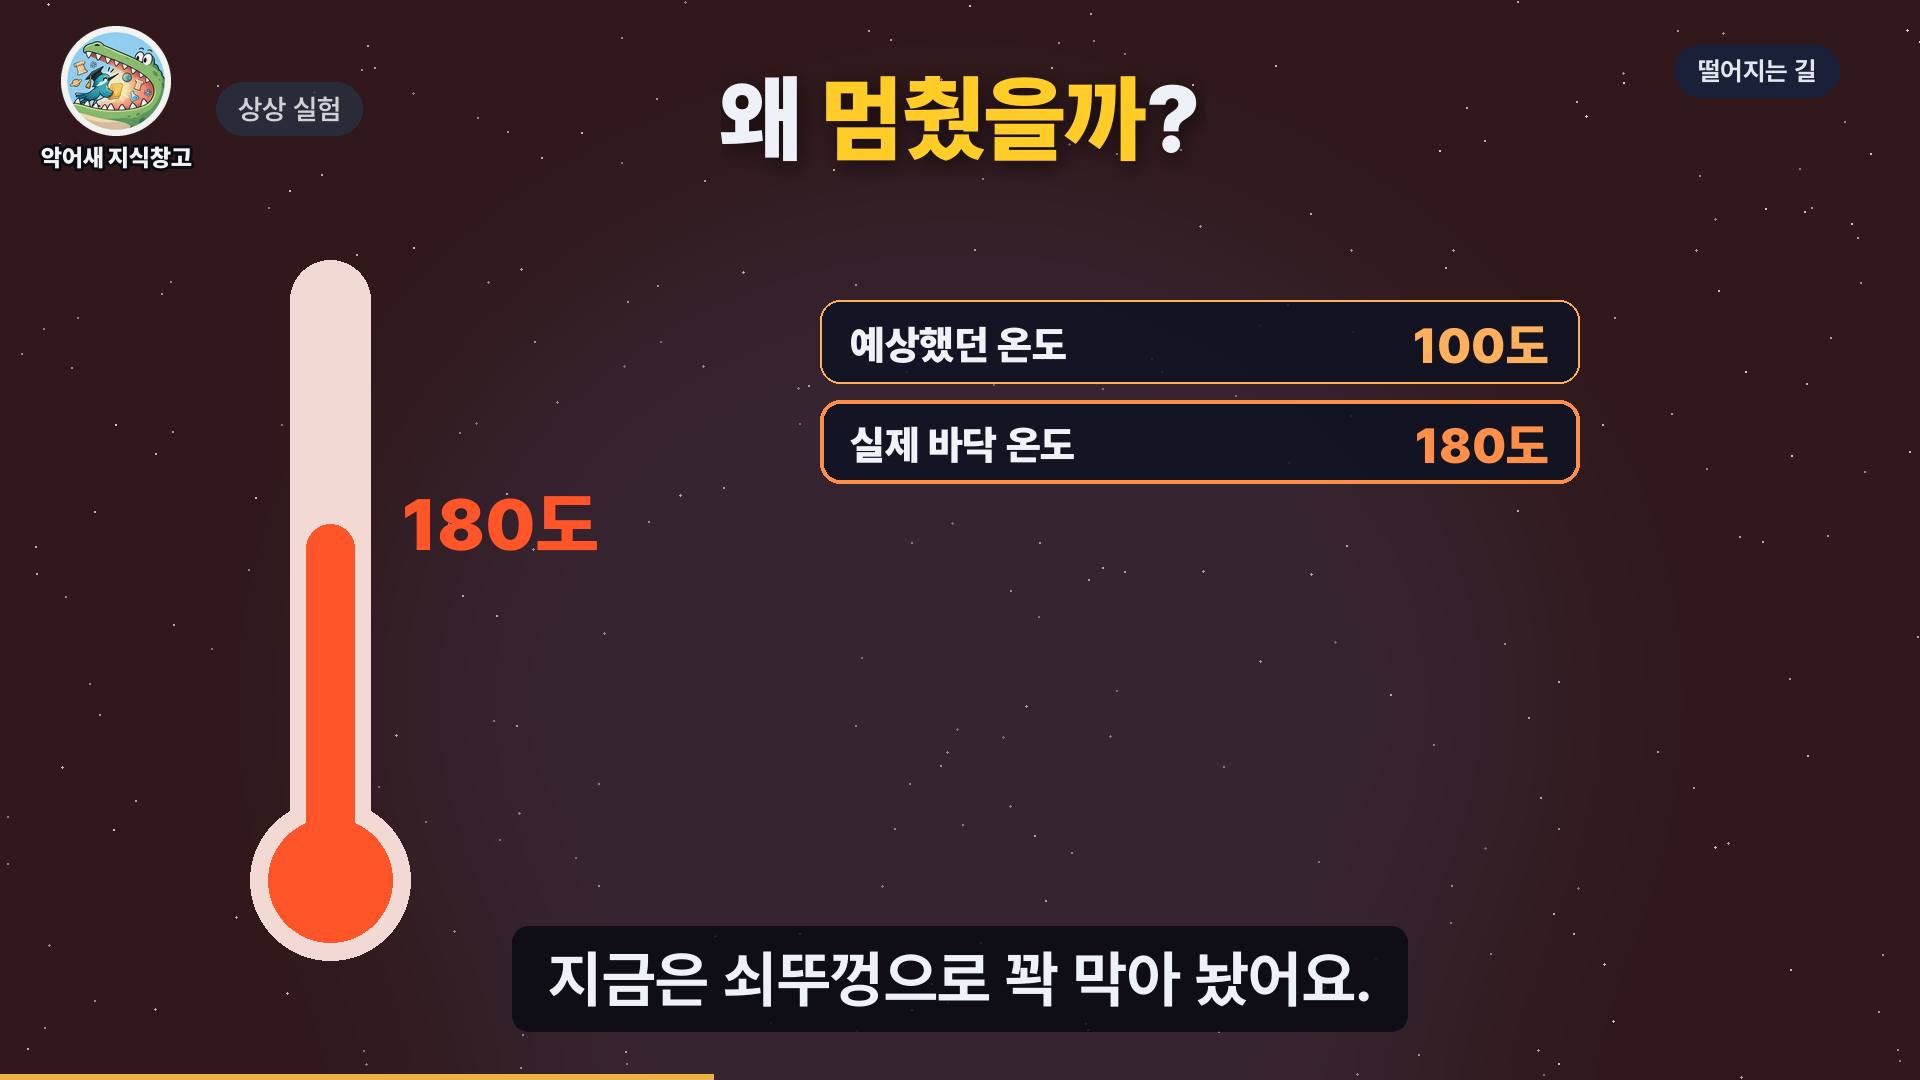 악어새 지식창고
상상 실험
왜 멈췄을까?
떨어지는 길
예상했던 온도 100도
실제 바닥 온도 180도
180도
지금은 쇠뚜껑으로 꽉 막아 놨어요.